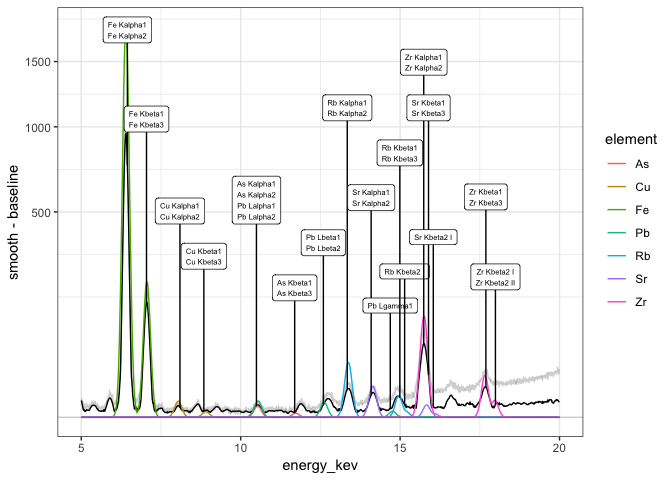 Fe Kalpha1
Fe Kalpha2
Zr Kalpha1
Zr Kalpha2
Rb Kalpha1
Rb Kalpha2
Sr Kbeta1
Sr Kbeta3
Fe Kbeta1
Fe Kbeta3
Rb Kbeta1
Rb Kbeta3
As Kalpha1
As Kalpha2
Pb Lalpha1
Pb Lalpha2
Sr Kalpha1
Sr Kalpha2
Zr Kbeta1
Zr Kbeta3
Cu Kalpha1
Cu Kalpha2
Pb Lbeta1
Pb Lbeta2
Sr Kbeta2 I
Cu Kbeta1
Cu Kbeta3
Rb Kbeta2
Zr Kbeta2 I
Zr Kbeta2 II
As Kbeta1
As Kbeta3
Pb Lgamma1
1500
1000
500
smooth - baseline
5
10
15
20
energy_kev
element
As
Cu
Fe
Pb
Rb
Sr
Zr